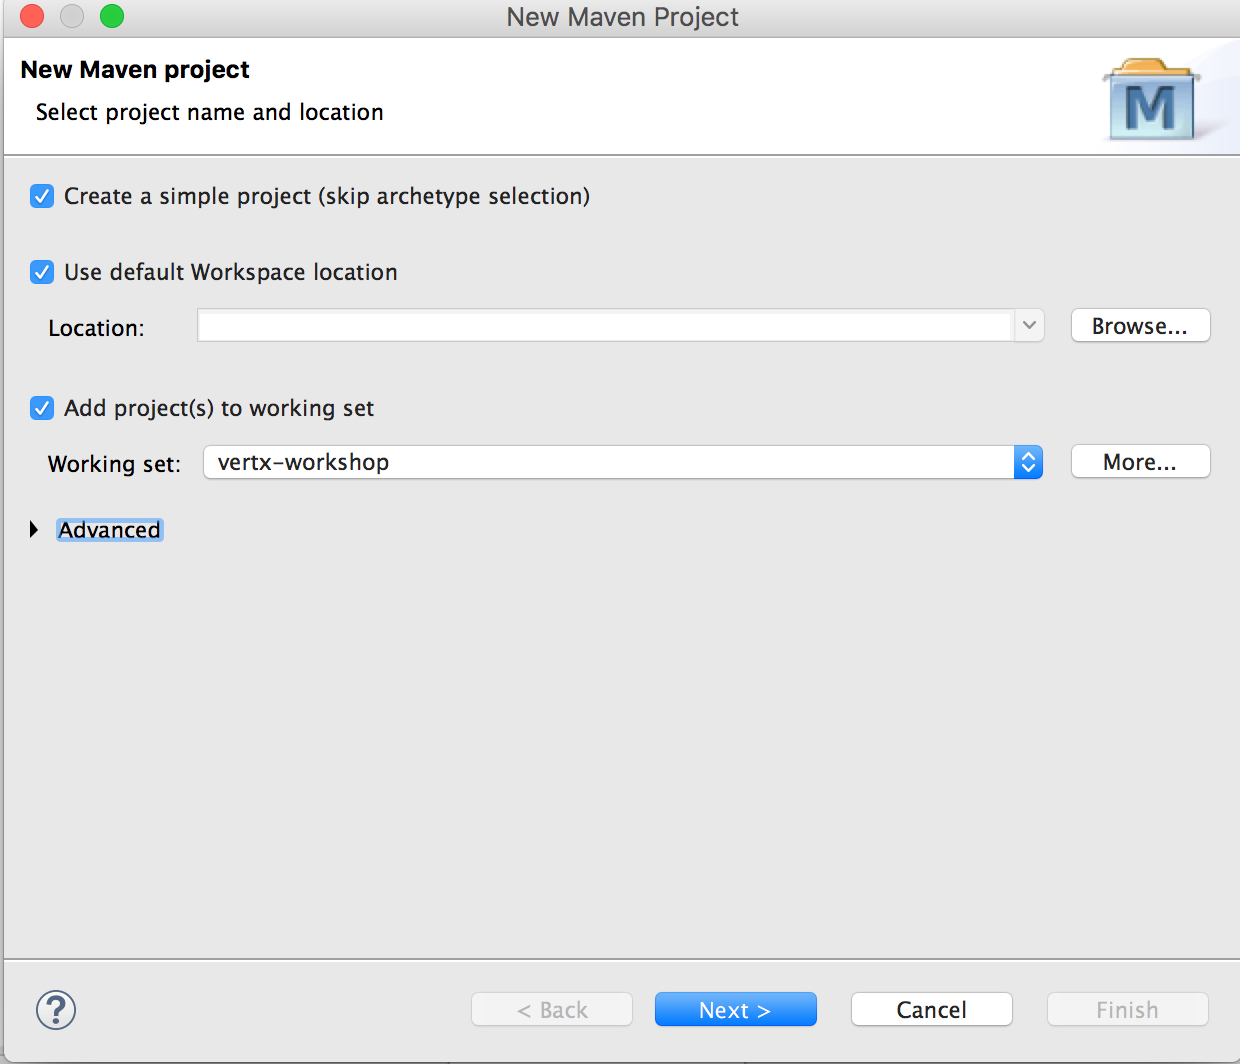 New Maven Project
New Maven project
Select project name and location
M
Create a simple project (skip archetype selection)
Use default Workspace location
Location:
Browse...
Add project(s) to working set
Working set:
vertx-workshop
More...
Advanced
?
< Back
Next >
Cancel
Finish